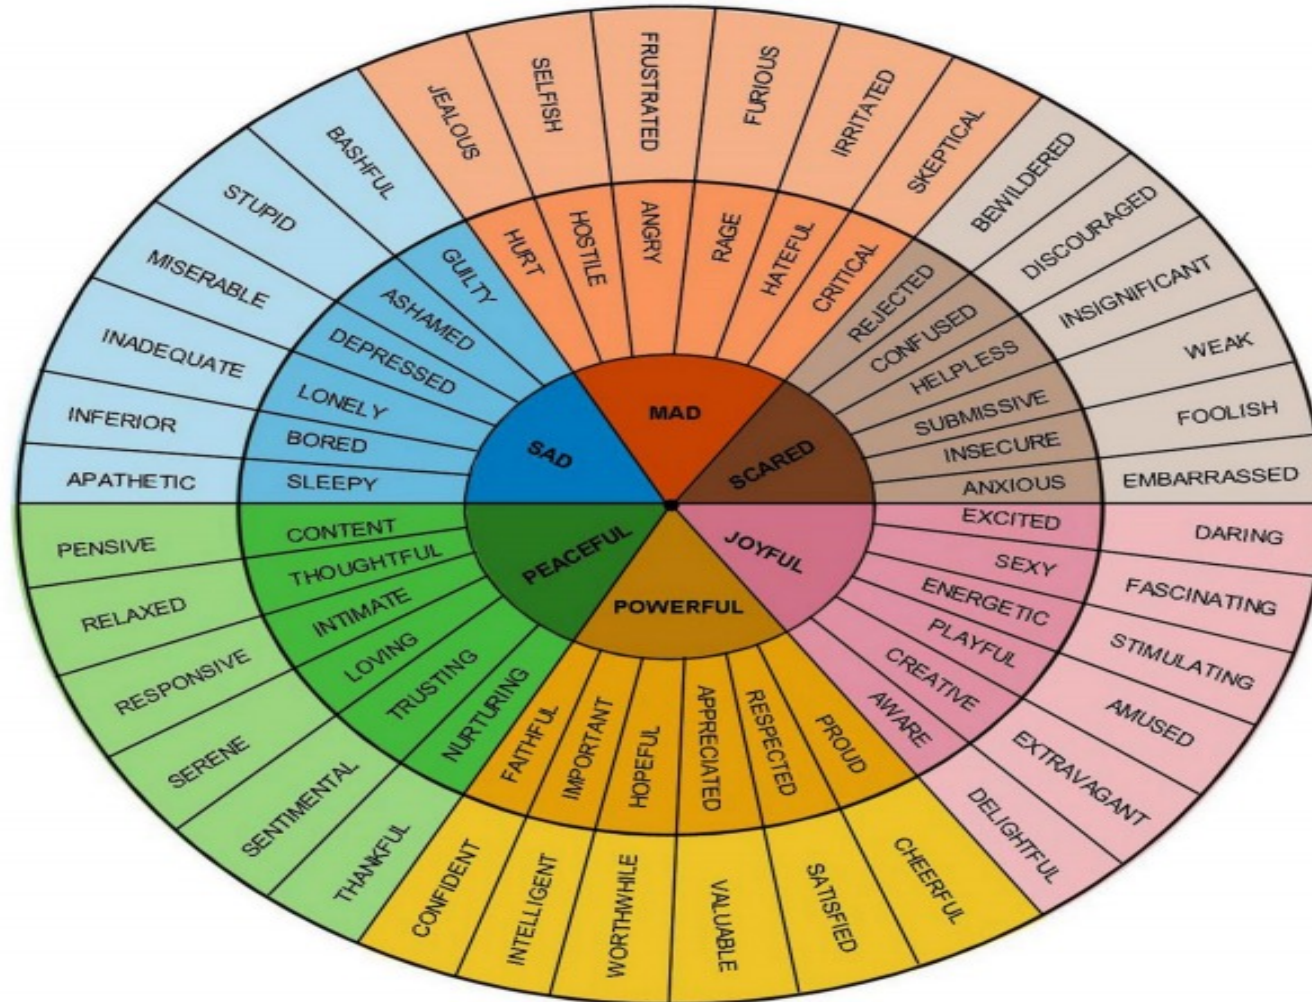 JEALOUS
SELFISH
FRUSTRATED
FURIOUS
IRRITATED
SKEPTICAL
BEWILDERED
DISCOURAGED
INSIGNIFICANT
WEAK
FOOLISH
EMBARRASSED
DARING
FASCINATING
STIMULATING
AMUSED
EXTRAVAGANT
DELIGHTFUL
CHEERFUL
SATISFIED
VALUABLE
WORTHWHILE
INTELLIGENT
CONFIDENT
THANKFUL
SENTIMENTAL
SERENE
RESPONSIVE
RELAXED
PENSIVE
APATHETIC
INFERIOR
INADEQUATE
MISERABLE
STUPID
BASHFUL
HURT
HOSTILE
ANGRY
RAGE
HATEFUL
CRITICAL
REJECTED
CONFUSED
HELPLESS
SUBMISSIVE
INSECURE
ANXIOUS
EXCITED
SEXY
ENERGETIC
PLAYFUL
CREATIVE
AWARE
PROUD
RESPECTED
APPRECIATED
HOPEFUL
IMPORTANT
FAITHFUL
NURTURING
TRUSTING
LOVING
INTIMATE
THOUGHTFUL
CONTENT
SLEEPY
BORED
LONELY
DEPRESSED
ASHAMED
GUILTY
MAD
SCARED
JOYFUL
POWERFUL
PEACEFUL
SAD